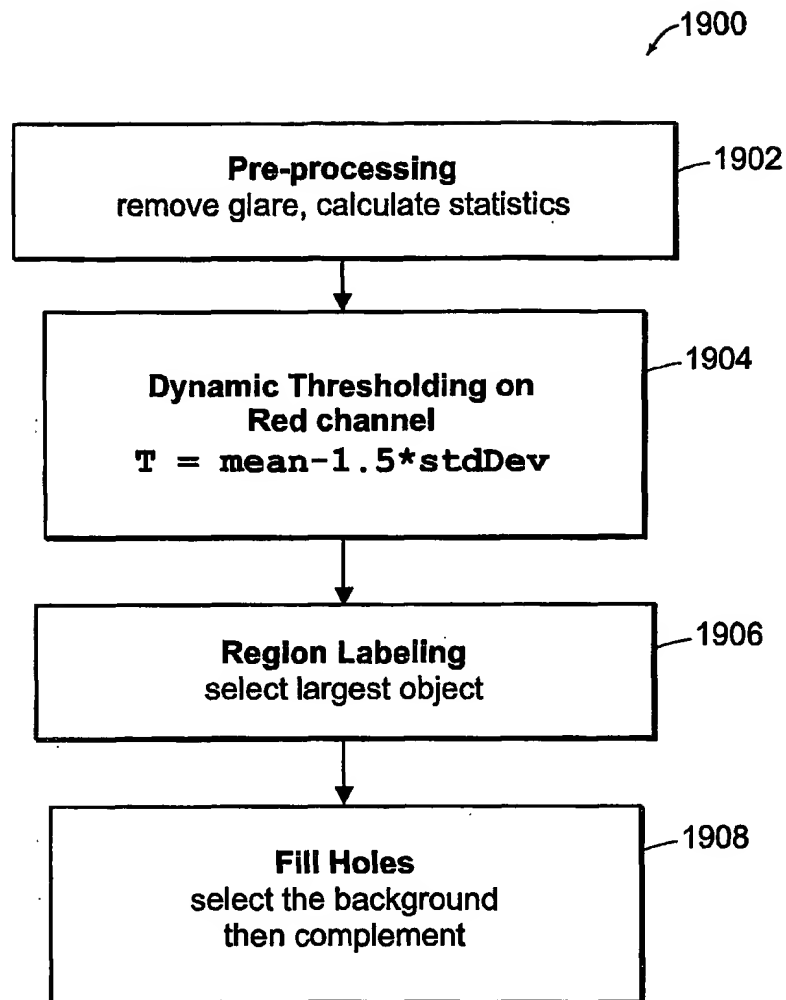 1900
Pre-processing
remove glare, calculate statistics
1902
Dynamic Thresholding on
Red channel
T = mean-1.5*stdDev
1904
Region Labeling
select largest object
1906
Fill Holes
select the background
then complement
1908